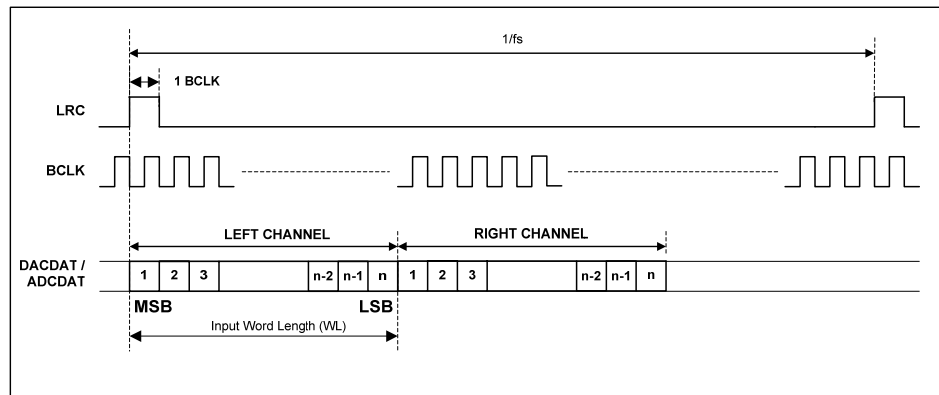 1/fs
1 BCLK
LRC
BCLK
LEFT CHANNEL
RIGHT CHANNEL
DACDAT /
ADCDAT
1 2 3 n-2 n-1 n 1 2 3 n-2 n-1 n
MSB LSB
Input Word Length (WL)